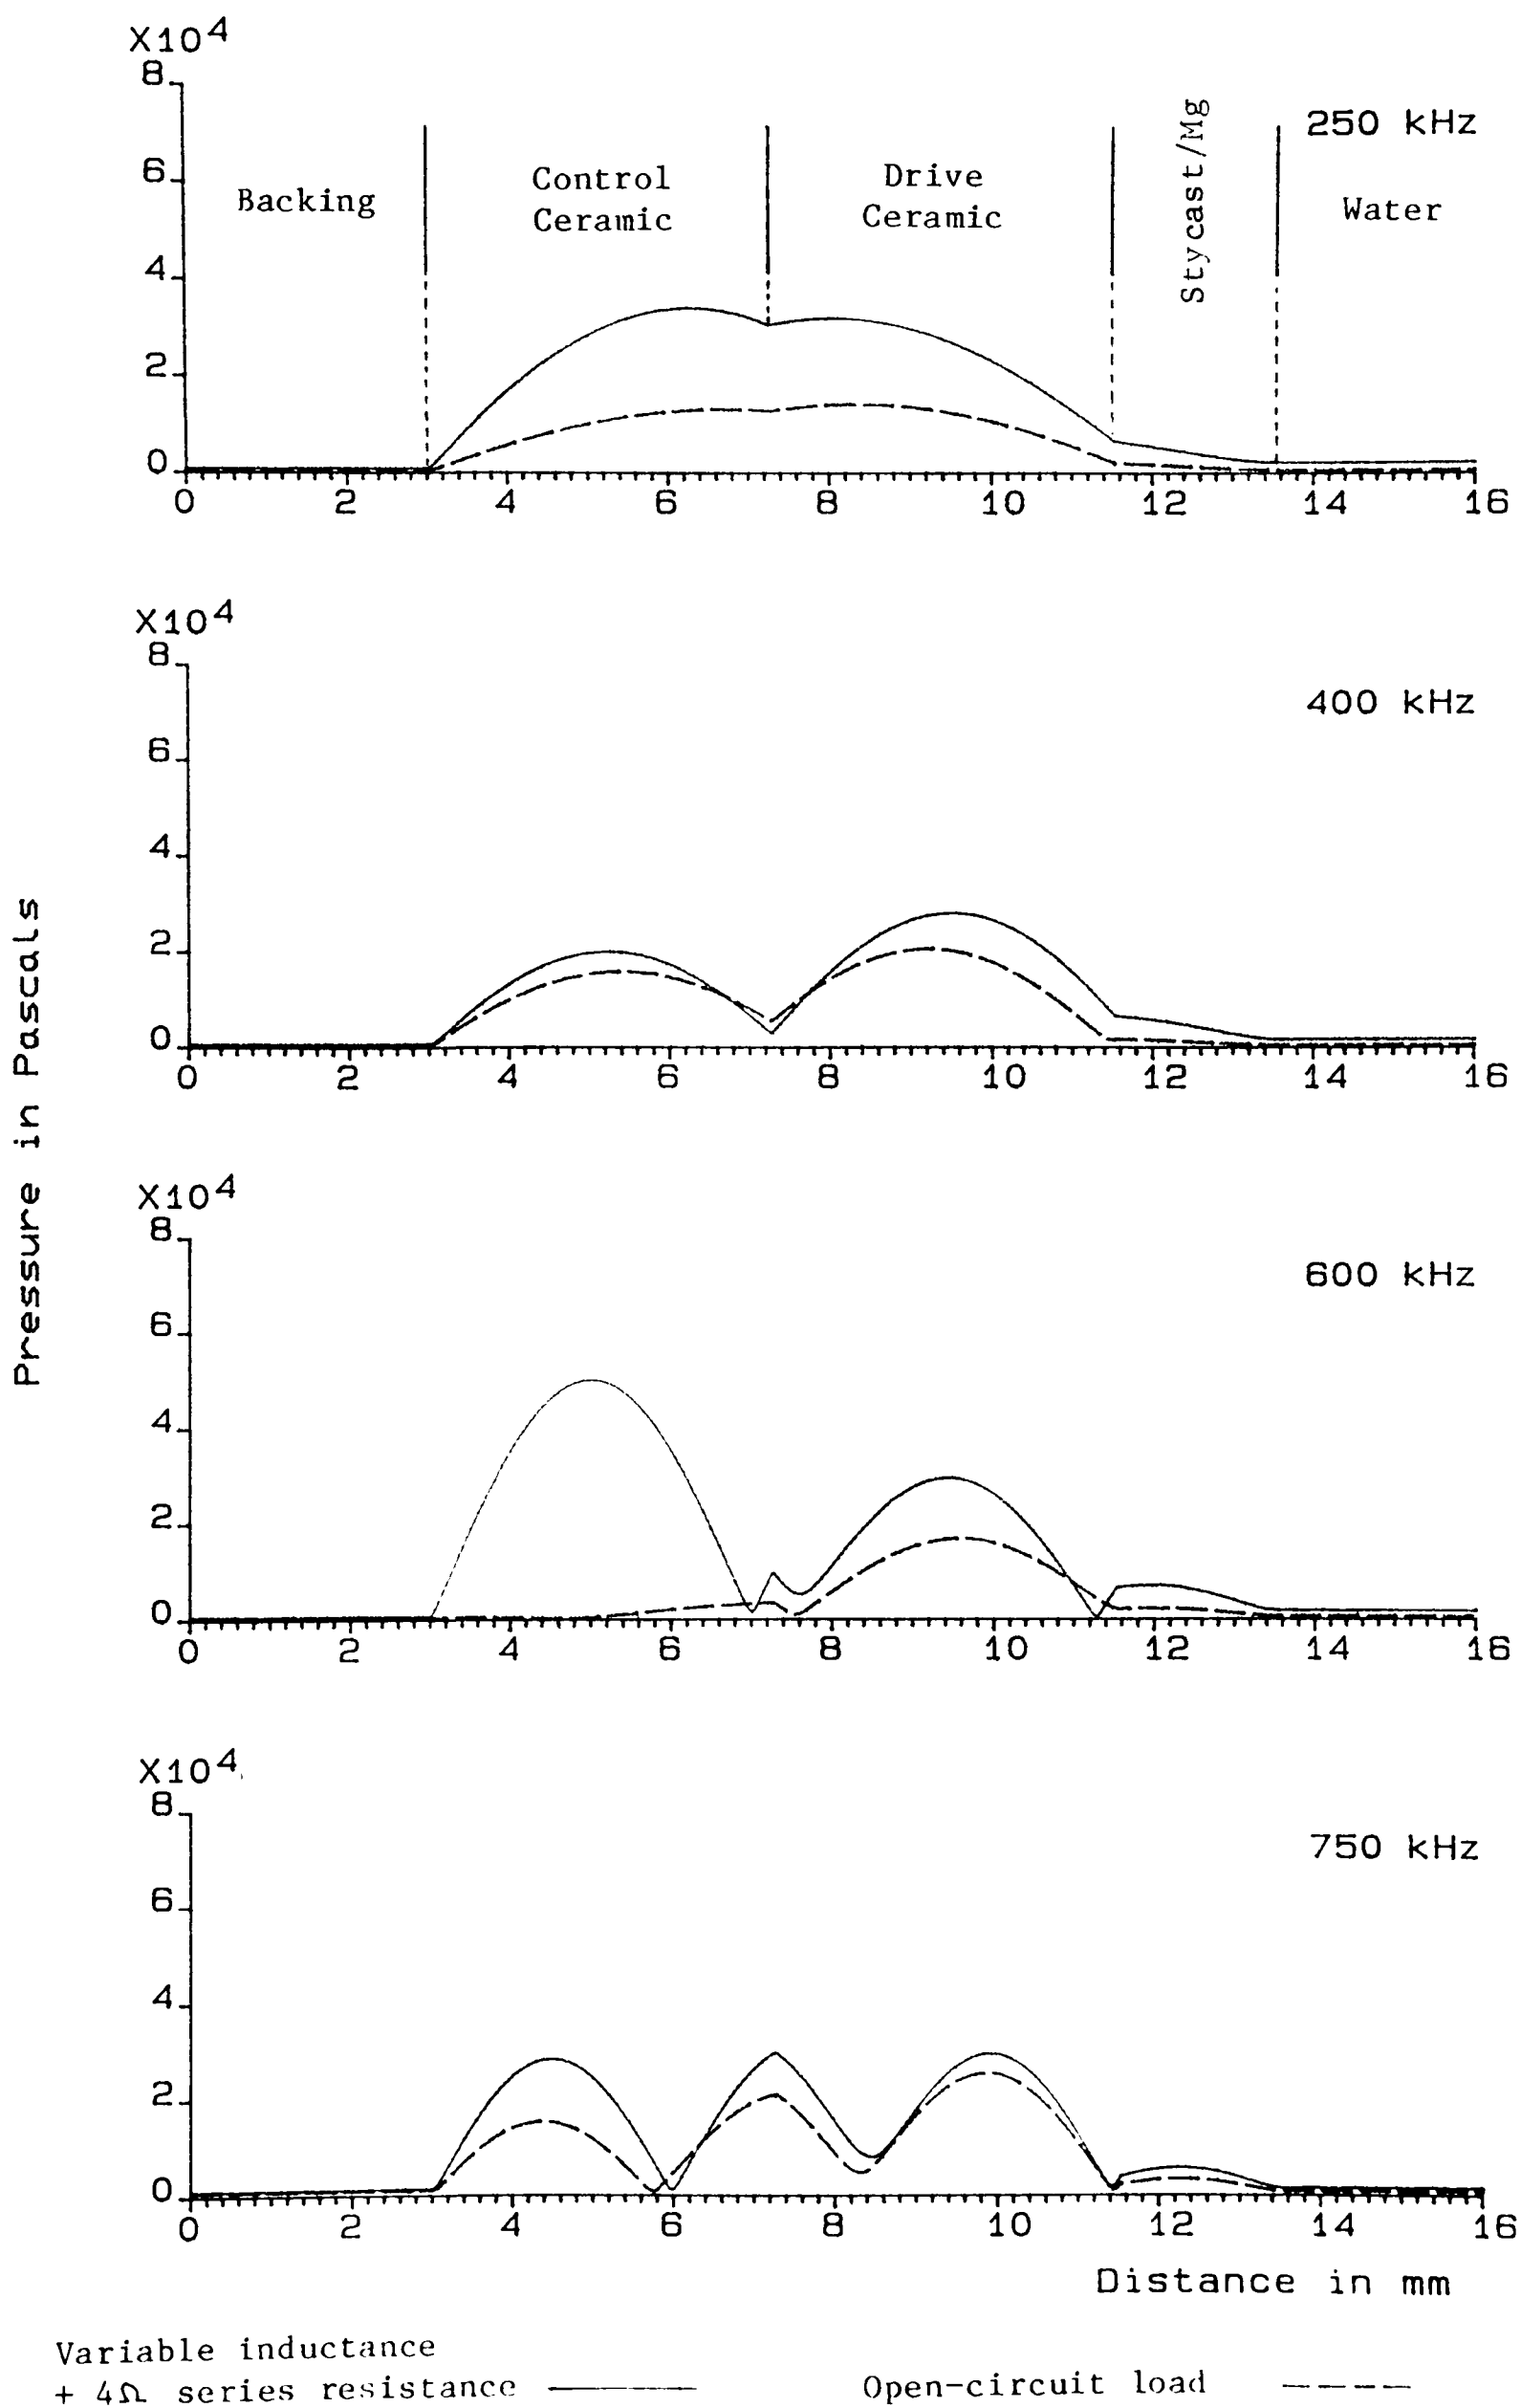 X10⁴
8
250 kHz
6
Backing
Control
Ceramic
Drive
Ceramic
Stycast/Mg
Water
4
2
0
0 2 4 6 8 10 12 14 16
X10⁴
8
400 kHz
6
4
2
0
0 2 4 6 8 10 12 14 16
Pressure in Pascals
X10⁴
8
600 kHz
6
4
2
0
0 2 4 6 8 10 12 14 16
X10⁴
8
750 kHz
6
4
2
0
0 2 4 6 8 10 12 14 16
Distance in mm
Variable inductance
+ 4Ω series resistance
Open-circuit load